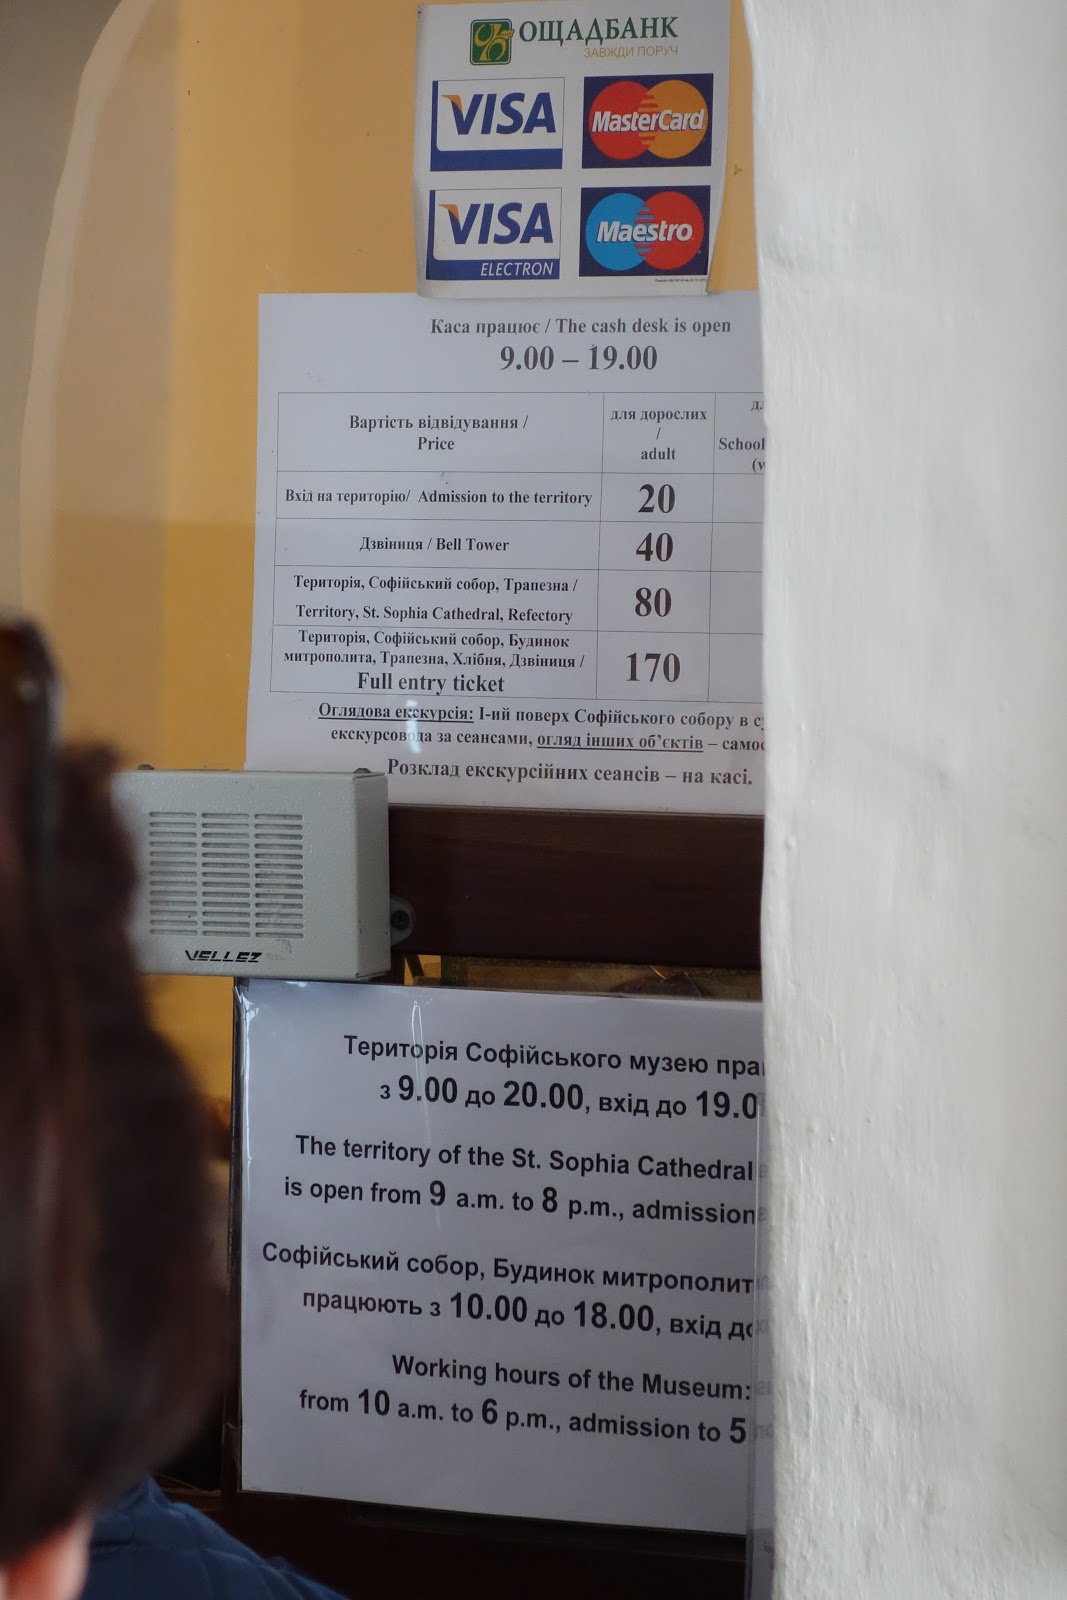 ОЩАДБАНК
ЗАВЖДИ ПОРУЧ
VISA MasterCard
VISA Maestro
ELECTRON
Каса працює / The cash desk is open
9.00 – 19.00
Вартість відвідування /
Price
для дорослих
/
adult
School
Вхід на територію/ Admission to the territory 20
Дзвіниця / Bell Tower 40
Територія, Софійський собор, Трапезна /
Territory, St. Sophia Cathedral, Refectory
80
Територія, Софійський собор, Будинок
митрополита, Трапезна, Хлібня, Дзвіниця /
Full entry ticket
170
Оглядова екскурсія: І-ий поверх Софійського собору в
екскурсовода за сеансами, огляд інших об'єктів –
Розклад екскурсійних сеансів – на касі.
VELLEZ
Територія Софійського музею
з 9.00 до 20.00, вхід до 19.0
The territory of the St. Sophia Cathedral
is open from 9 a.m. to 8 p.m., admission
Софійський собор, Будинок митрополит
працюють з 10.00 до 18.00, вхід до
Working hours of the Museum:
from 10 a.m. to 6 p.m., admission to 5